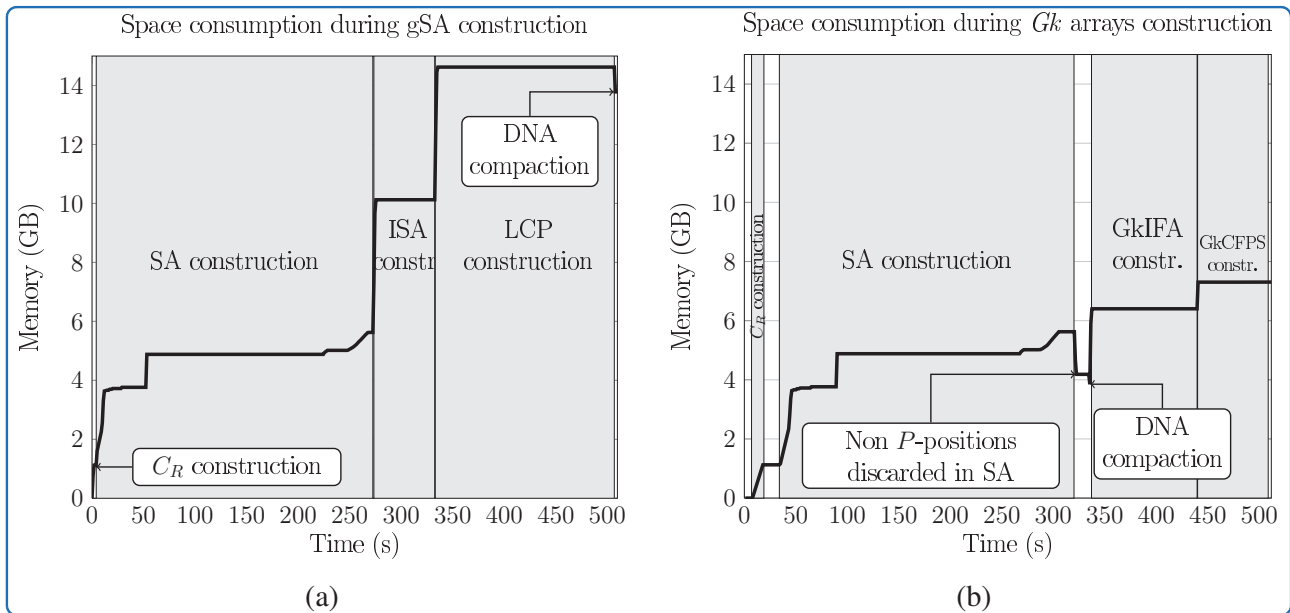 Space consumption during gSA construction
14
12
10
8
6
4
2
0
Memory (GB)
SA construction
ISA
constr
LCP
construction
DNA
compaction
C_R construction
0 50 100 150 200 250 300 350 400 450 500
Time (s)
(a)
Space consumption during Gk arrays construction
14
12
10
8
6
4
2
0
Memory (GB)
C_R construction
SA construction
GkIFA
constr.
GkCFPS
constr.
Non P-positions
discarded in SA
DNA
compaction
0 50 100 150 200 250 300 350 400 450 500
Time (s)
(b)